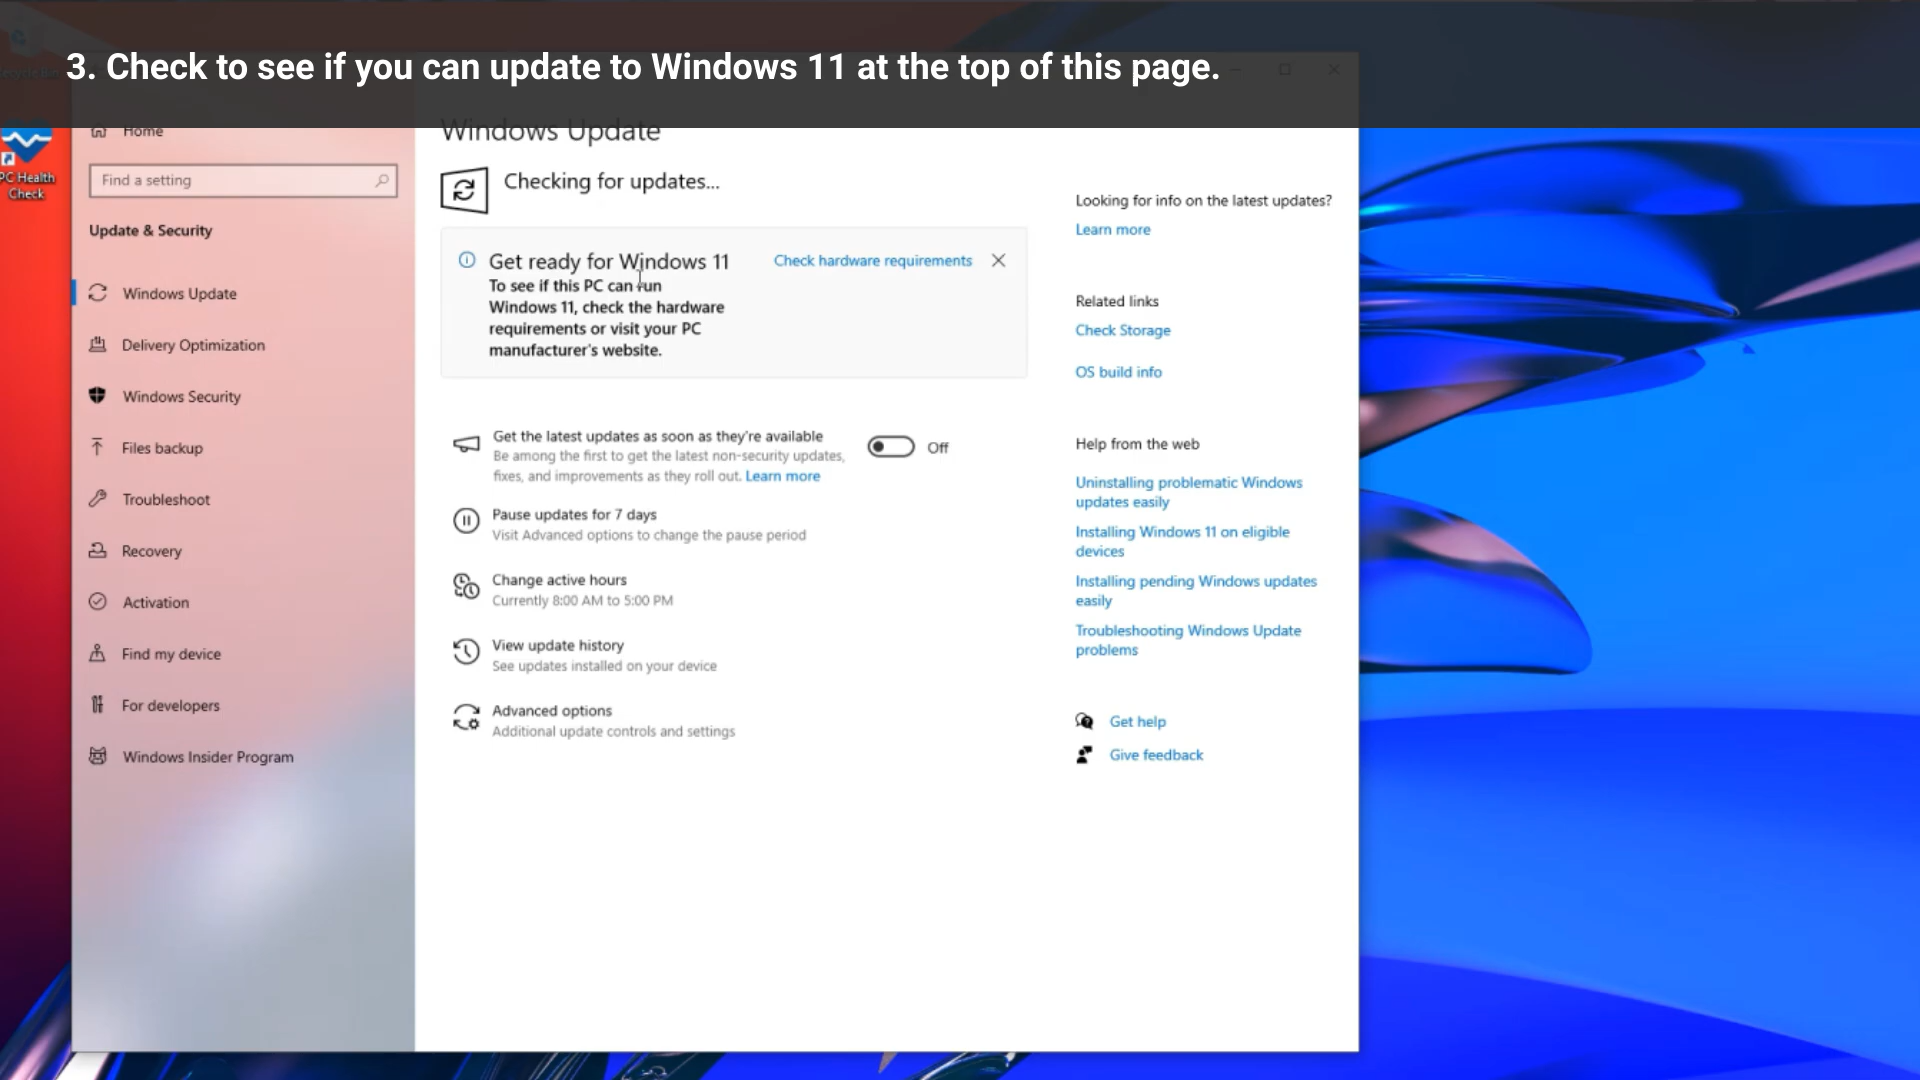 3. Check to see if you can update to Windows 11 at the top of this page.
PC Health
Check
Home
Find a setting
Update & Security
Windows Update
Delivery Optimization
Windows Security
Files backup
Troubleshoot
Recovery
Activation
Find my device
For developers
Windows Insider Program
Windows Update
Checking for updates...
Get ready for Windows 11
Check hardware requirements
To see if this PC can run
Windows 11, check the hardware
requirements or visit your PC
manufacturer's website.
Get the latest updates as soon as they're available
Be among the first to get the latest non-security updates,
fixes, and improvements as they roll out. Learn more
Off
Pause updates for 7 days
Visit Advanced options to change the pause period
Change active hours
Currently 8:00 AM to 5:00 PM
View update history
See updates installed on your device
Advanced options
Additional update controls and settings
Looking for info on the latest updates?
Learn more
Related links
Check Storage
OS build info
Help from the web
Uninstalling problematic Windows
updates easily
Installing Windows 11 on eligible
devices
Installing pending Windows updates
easily
Troubleshooting Windows Update
problems
Get help
Give feedback